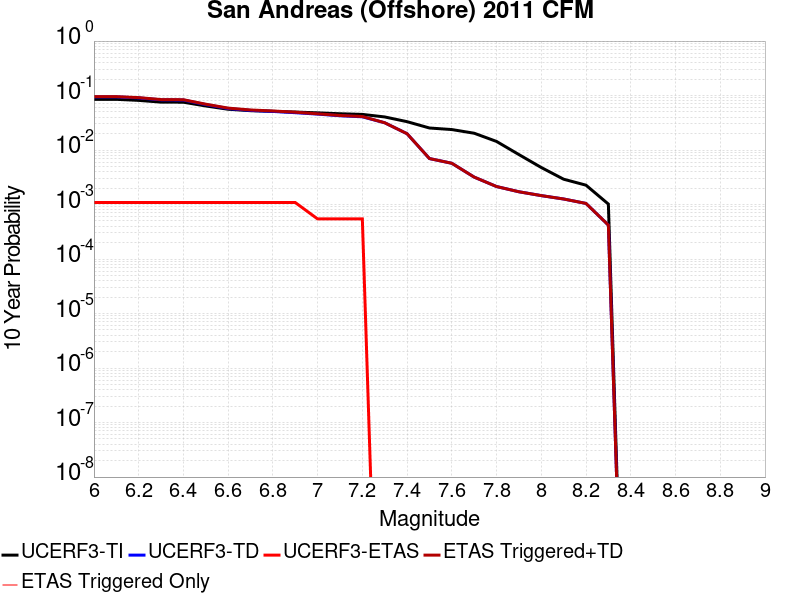 San Andreas (Offshore) 2011 CFM
10^0
10^-1
10^-2
10^-3
10^-4
10^-5
10^-6
10^-7
10^-8
10 Year Probability
6 6.2 6.4 6.6 6.8 7 7.2 7.4 7.6 7.8 8 8.2 8.4 8.6 8.8 9
Magnitude
UCERF3-TI UCERF3-TD UCERF3-ETAS ETAS Triggered+TD
ETAS Triggered Only